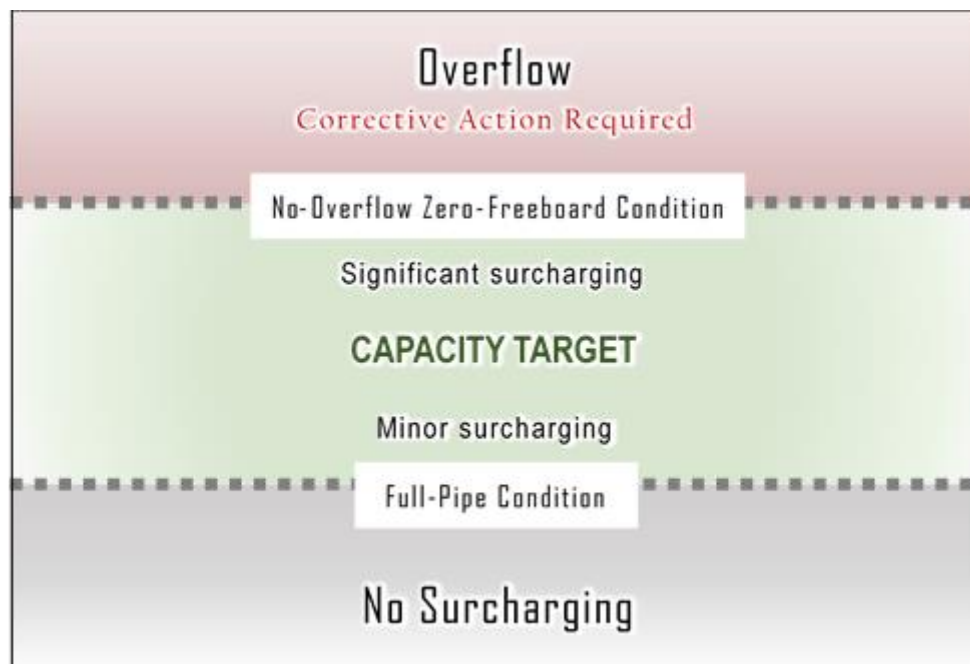 Overflow
Corrective Action Required
No-Overflow Zero-Freeboard Condition
Significant surcharging
CAPACITY TARGET
Minor surcharging
Full-Pipe Condition
No Surcharging